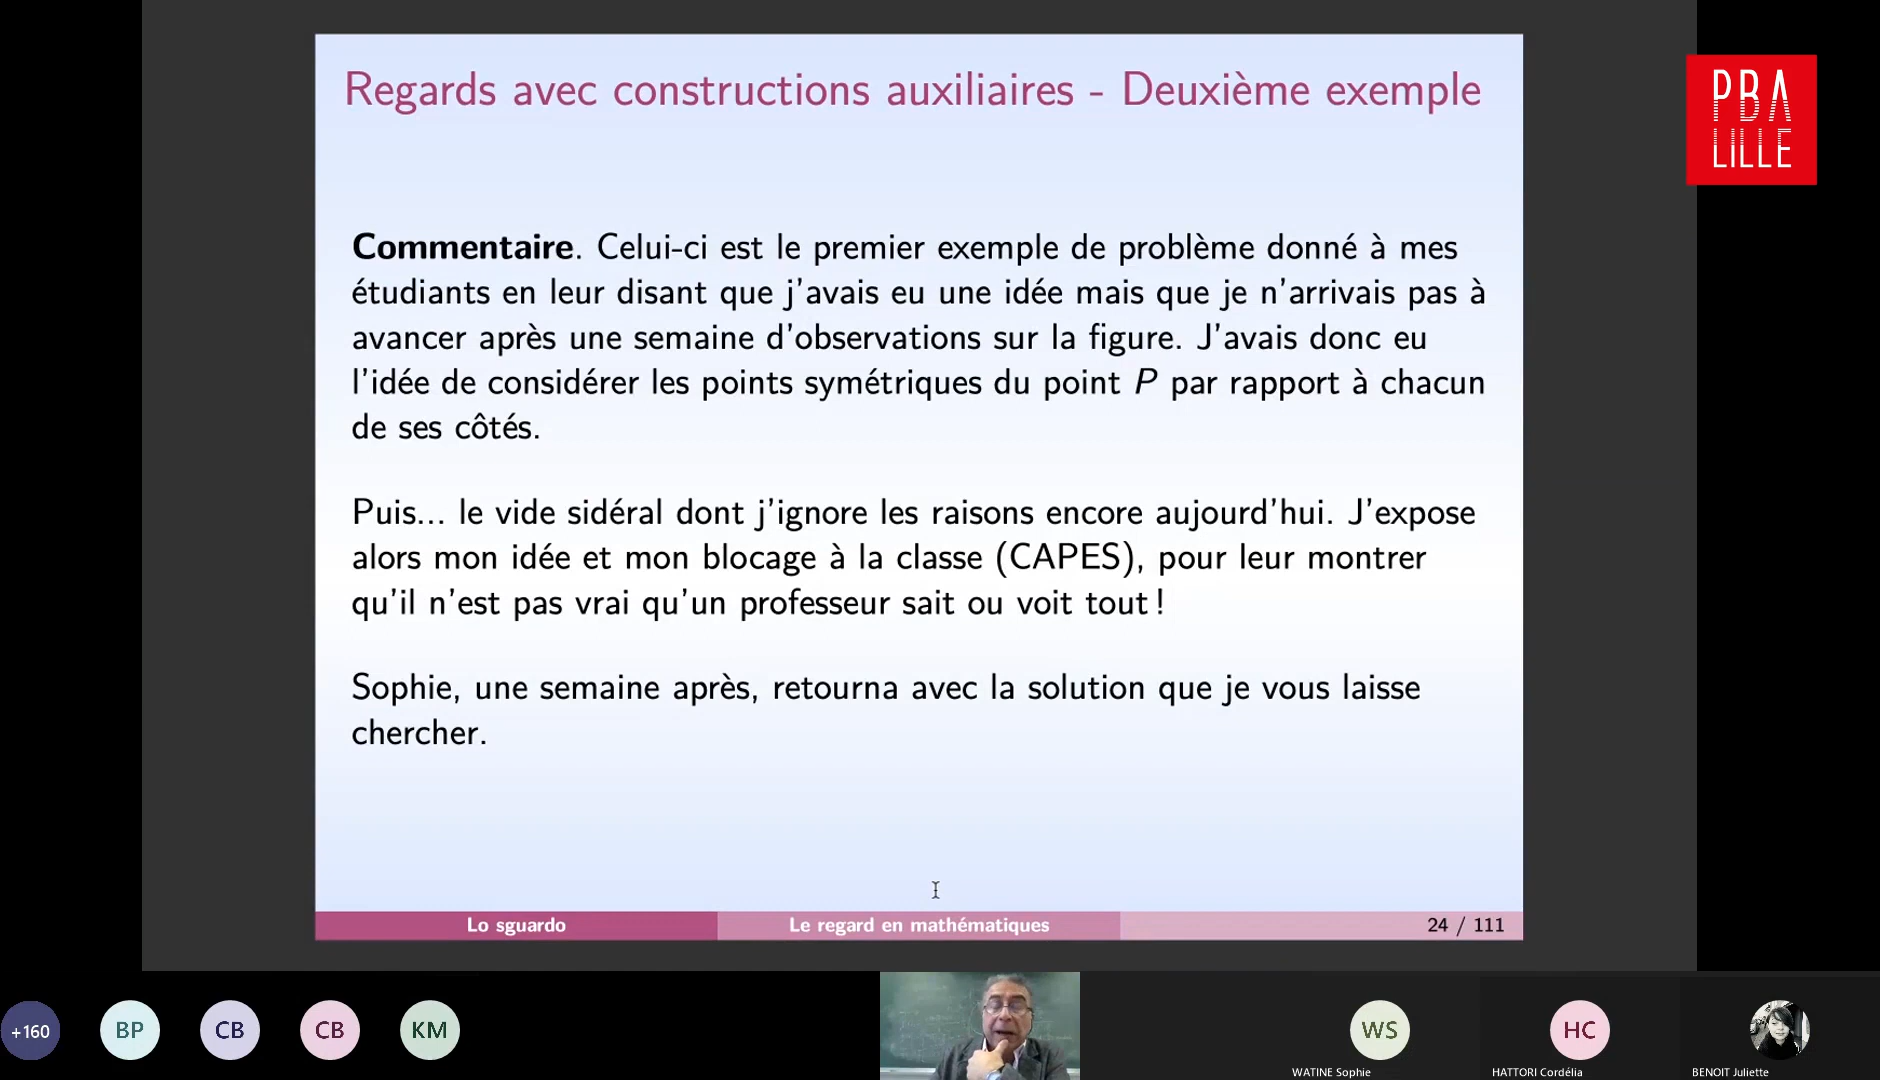 Regards avec constructions auxiliaires - Deuxième exemple
PBA
LILLE
Commentaire. Celui-ci est le premier exemple de problème donné à mes
étudiants en leur disant que j'avais eu une idée mais que je n'arrivais pas à
avancer après une semaine d'observations sur la figure. J'avais donc eu
l'idée de considérer les points symétriques du point P par rapport à chacun
de ses côtés.
Puis... le vide sidéral dont j'ignore les raisons encore aujourd'hui. J'expose
alors mon idée et mon blocage à la classe (CAPES), pour leur montrer
qu'il n'est pas vrai qu'un professeur sait ou voit tout !
Sophie, une semaine après, retourna avec la solution que je vous laisse
chercher.
Lo sguardo
Le regard en mathématiques
24 / 111
+160
BP
CB
CB
KM
WS
HC
WATINE Sophie
HATTORI Cordélia
BENOIT Juliette